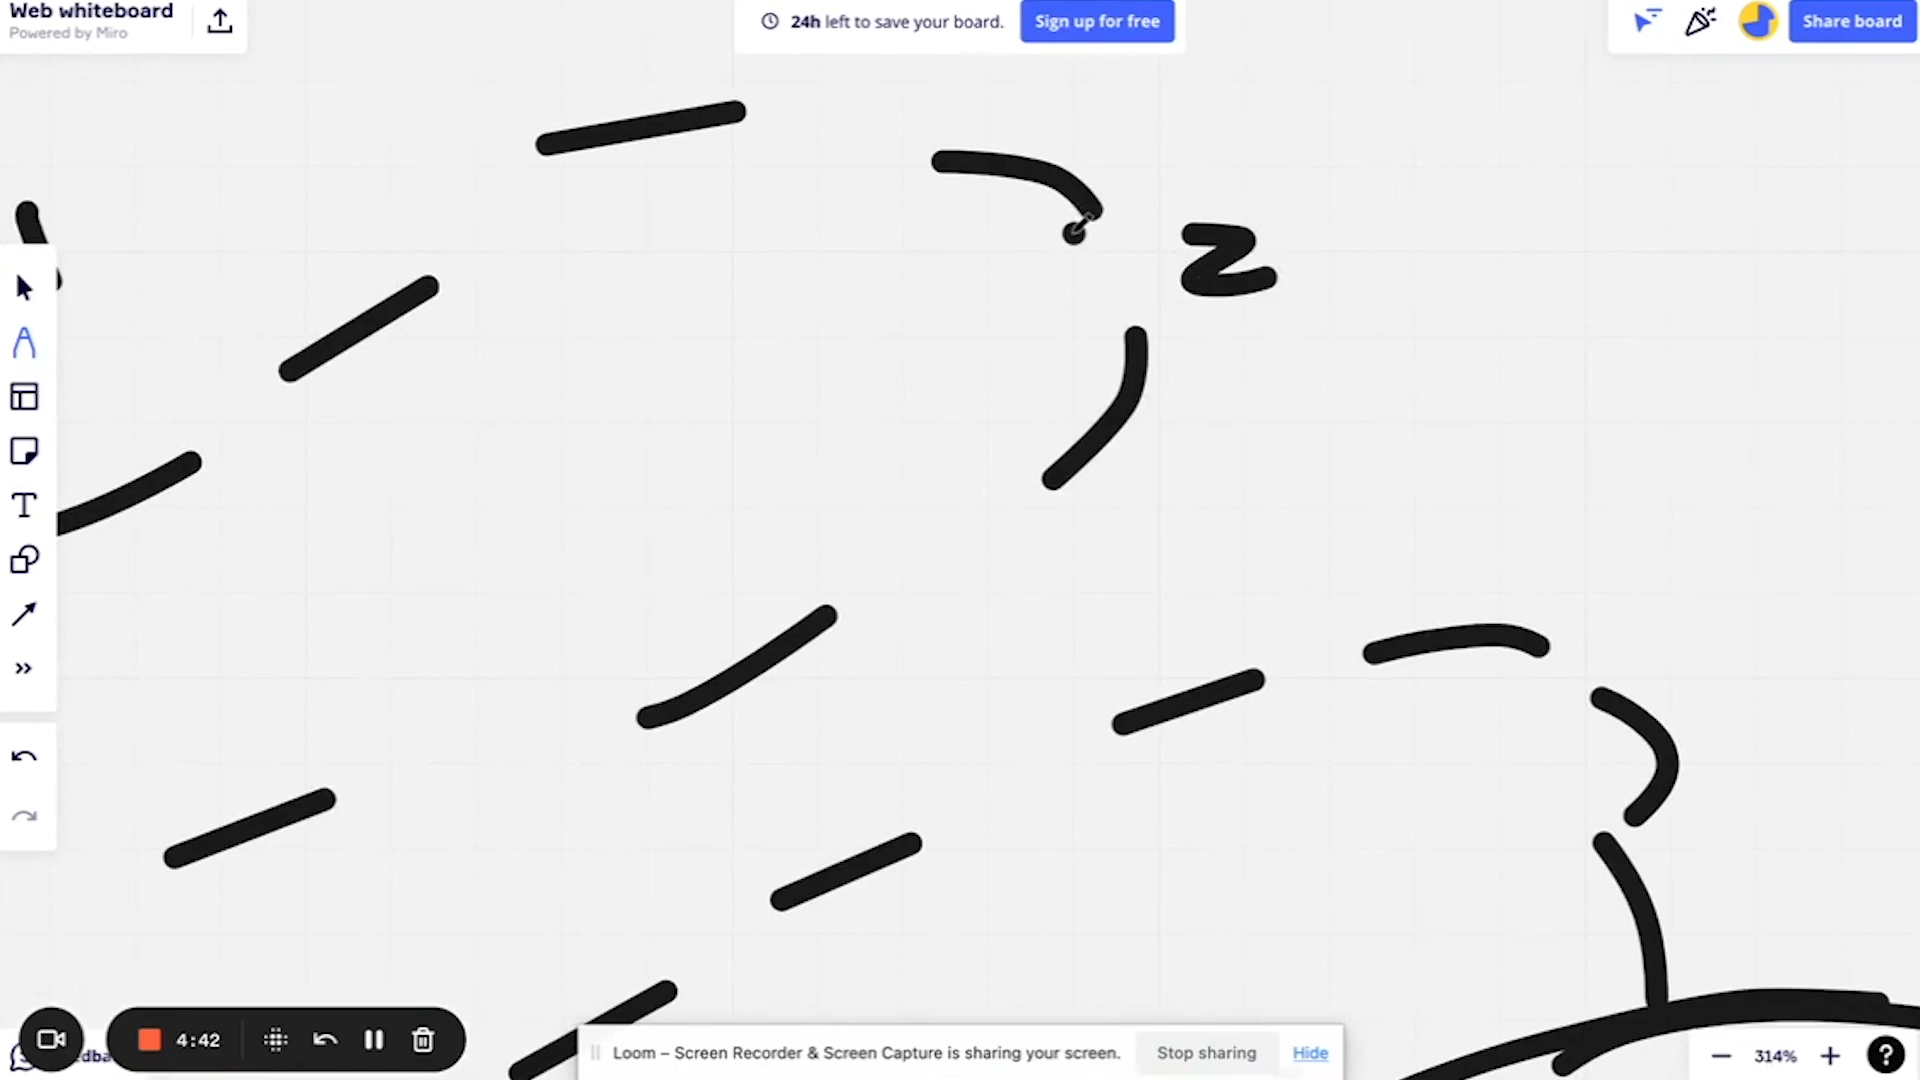 Web whiteboard
Powered by Miro
24h left to save your board.
Sign up for free
Share board
z
4:42
Loom – Screen Recorder & Screen Capture is sharing your screen.
Stop sharing
Hide
314%